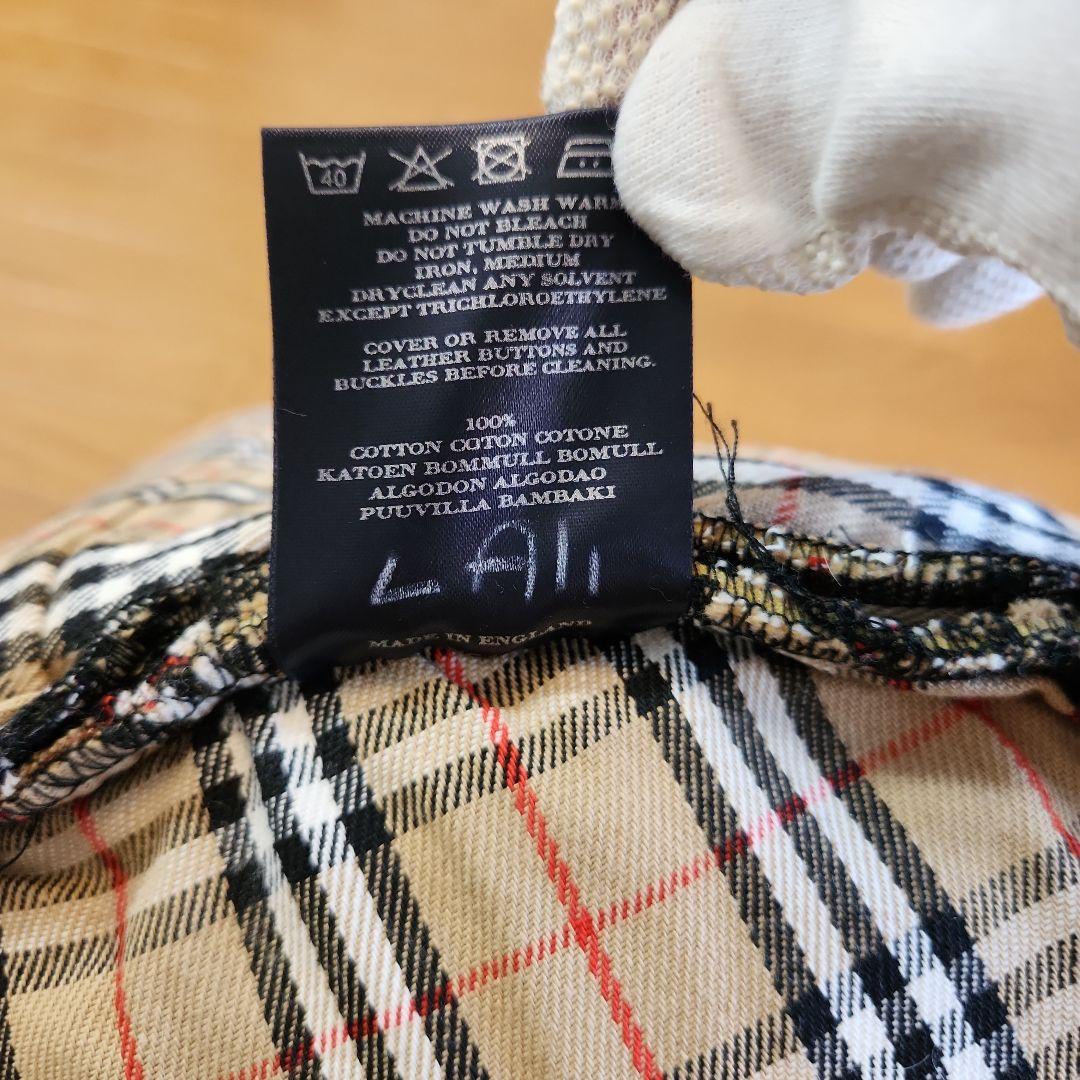 40
MACHINE WASH WARM
DO NOT BLEACH
DO NOT TUMBLE DRY
IRON, MEDIUM
DRYCLEAN ANY SOLVENT
EXCEPT TRICHLOROETHYLENE
COVER OR REMOVE ALL
LEATHER BUTTONS AND
BUCKLES BEFORE CLEANING.
100%
COTTON COTON COTONE
KATOEN BOMMULL BOMULL
ALGODON ALGODAO
PUUVILLA BAMBAKI
MADE IN ENGLAND